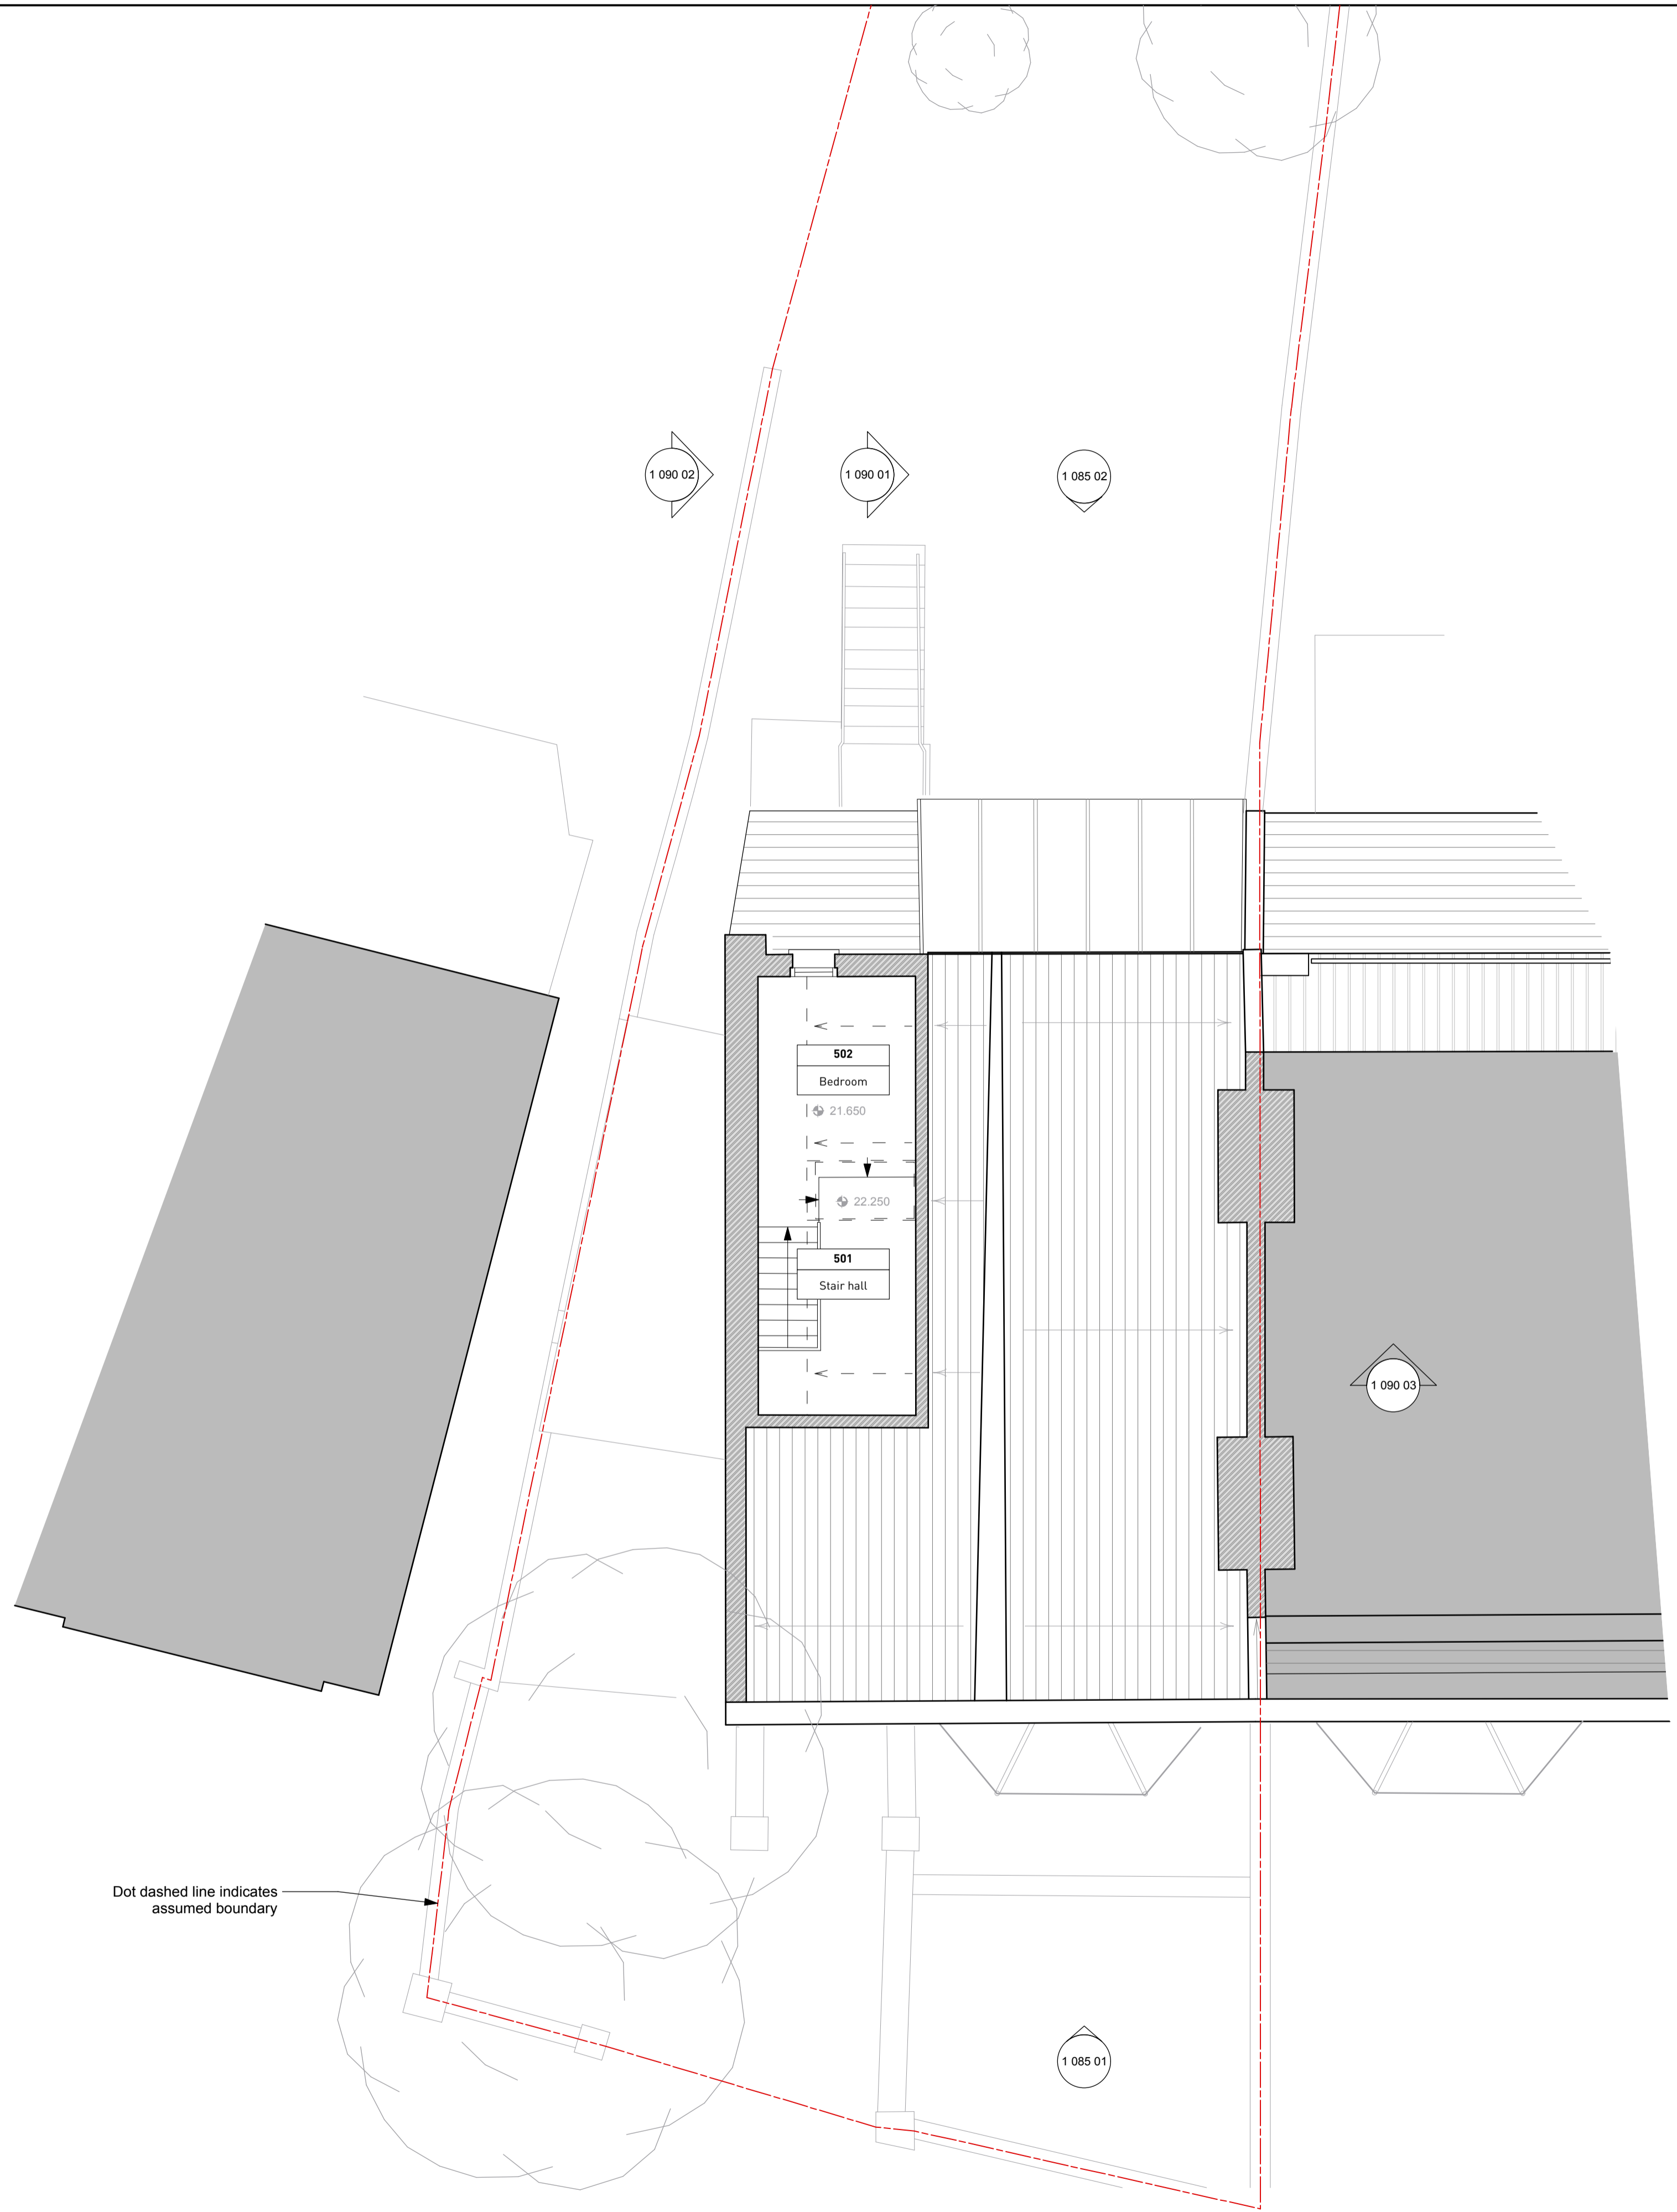 1 090 02
1 090 01
1 085 02
502
Bedroom
21.650
22.250
501
Stair hall
1 090 03
Dot dashed line indicates
assumed boundary
1 085 01